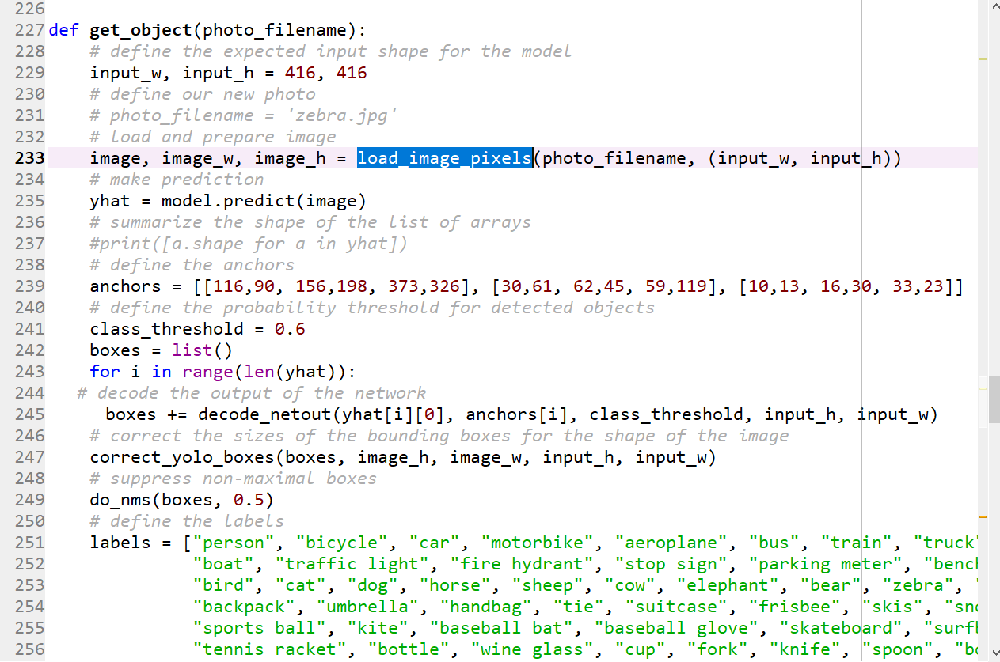 226
227 def get_object(photo_filename):
228     # define the expected input shape for the model
229     input_w, input_h = 416, 416
230     # define our new photo
231     # photo_filename = 'zebra.jpg'
232     # load and prepare image
233     image, image_w, image_h = load_image_pixels(photo_filename, (input_w, input_h))
234     # make prediction
235     yhat = model.predict(image)
236     # summarize the shape of the list of arrays
237     #print([a.shape for a in yhat])
238     # define the anchors
239     anchors = [[116,90, 156,198, 373,326], [30,61, 62,45, 59,119], [10,13, 16,30, 33,23]]
240     # define the probability threshold for detected objects
241     class_threshold = 0.6
242     boxes = list()
243     for i in range(len(yhat)):
244    # decode the output of the network
245      boxes += decode_netout(yhat[i][0], anchors[i], class_threshold, input_h, input_w)
246     # correct the sizes of the bounding boxes for the shape of the image
247     correct_yolo_boxes(boxes, image_h, image_w, input_h, input_w)
248     # suppress non-maximal boxes
249     do_nms(boxes, 0.5)
250     # define the labels
251     labels = ["person", "bicycle", "car", "motorbike", "aeroplane", "bus", "train", "truck"
252               "boat", "traffic light", "fire hydrant", "stop sign", "parking meter", "bench
253               "bird", "cat", "dog", "horse", "sheep", "cow", "elephant", "bear", "zebra", "
254               "backpack", "umbrella", "handbag", "tie", "suitcase", "frisbee", "skis",
255               "sports ball", "kite", "baseball bat", "baseball glove", "skateboard",
256               "tennis racket", "bottle", "wine glass", "cup", "fork", "knife", "spoon",